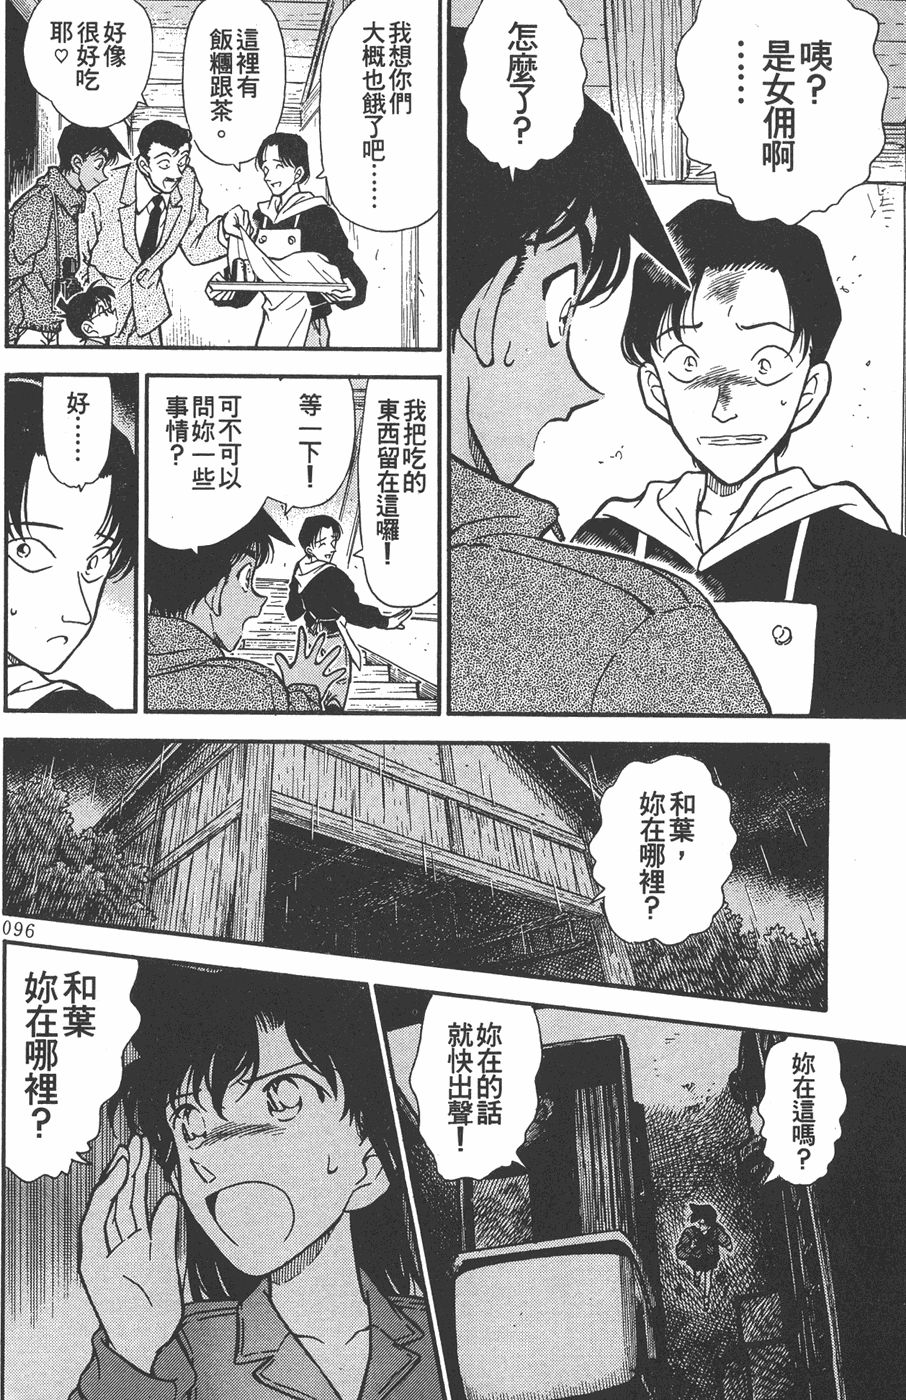 咦?
是女佣啊
……
怎麼了?
我想你們
大概也餓了吧……
這裡有
飯糰跟茶。
好像
很好吃
耶♡
我把吃的
東西留在這囉!
等一下!
可不可以
問妳一些
事情?
好……
和葉,
妳在哪裡?
妳在這嗎?
妳在的話
就快出聲!
和葉
妳在哪裡?
096